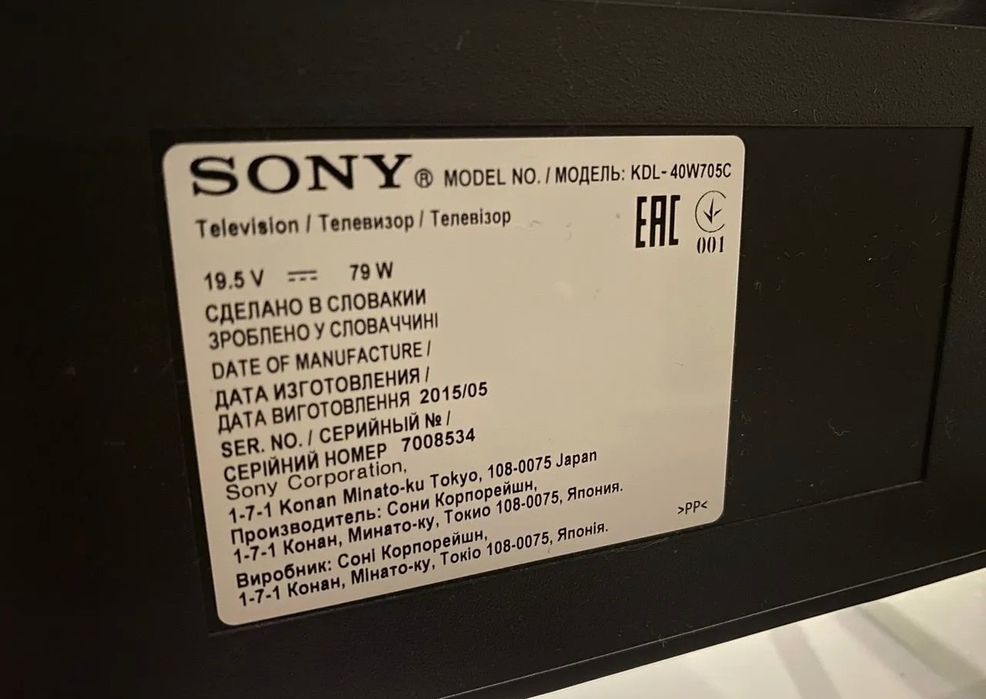 SONY® MODEL NO. / МОДЕЛЬ: KDL-40W705C
Television / Телевизор / Телевізор
EAC
001
19.5 V ⎓ 79 W
СДЕЛАНО В СЛОВАКИИ
ЗРОБЛЕНО У СЛОВАЧЧИНІ
DATE OF MANUFACTURE /
ДАТА ИЗГОТОВЛЕНИЯ /
ДАТА ВИГОТОВЛЕННЯ 2015/05
SER. NO. / СЕРИЙНЫЙ № /
СЕРІЙНИЙ НОМЕР 7008534
Sony Corporation,
1-7-1 Konan Minato-ku Tokyo, 108-0075 Japan
Производитель: Сони Корпорейшн,
1-7-1 Конан, Минато-ку, Токио 108-0075, Япония.
Виробник: Соні Корпорейшн,
1-7-1 Конан, Мінато-ку, Токіо 108-0075, Японія.
>PP<